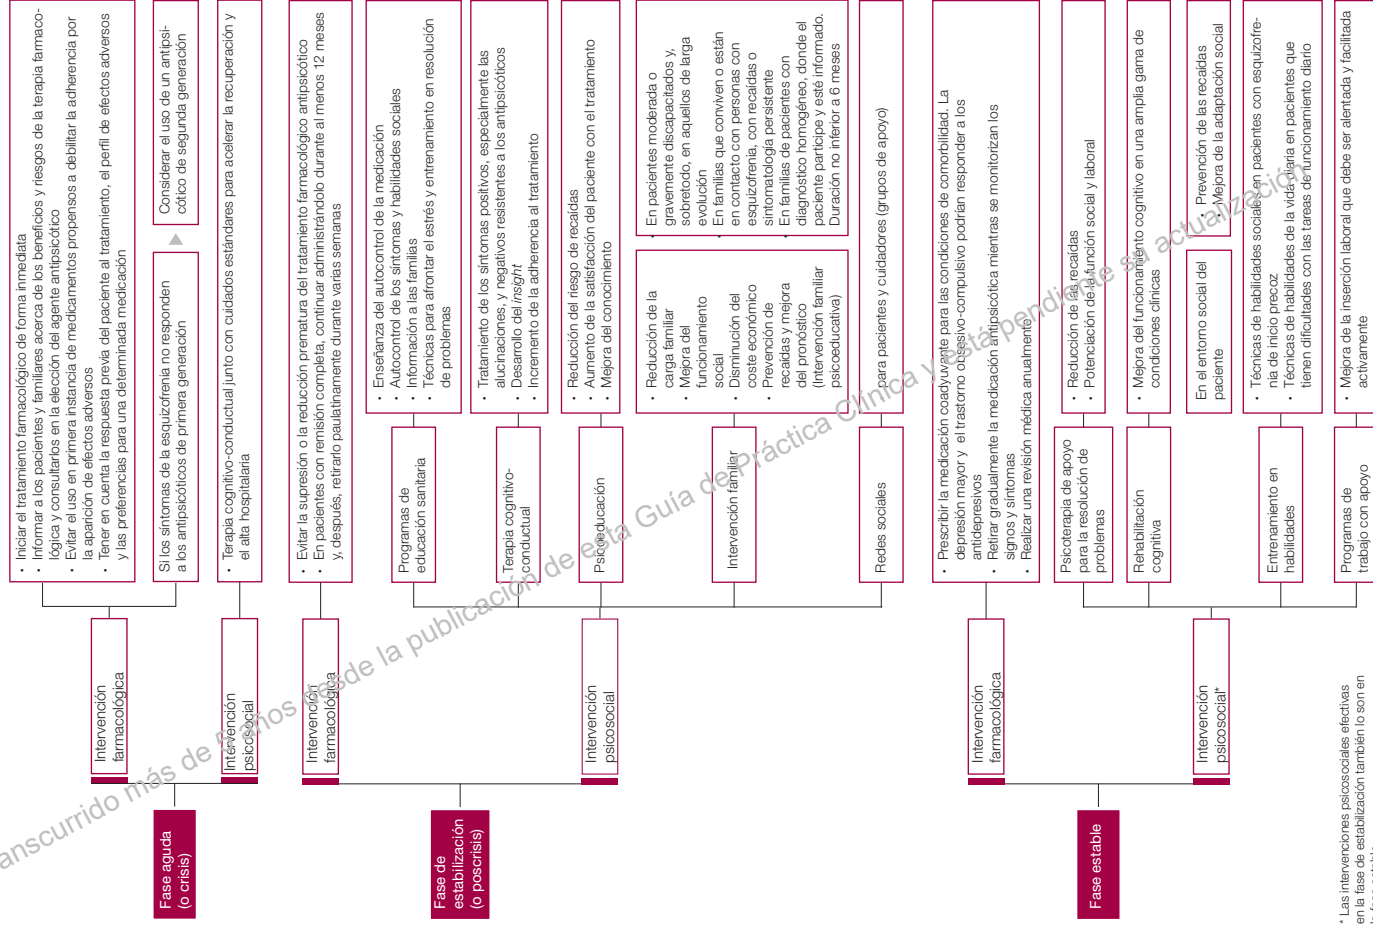 Fase aguda
(o crisis)
Intervención
farmacológica
• Iniciar el tratamiento farmacológico de forma inmediata
• Informar a los pacientes y familiares acerca de los beneficios y riesgos de la terapia farmaco-
lógica y consultarlos en la elección del agente antipsicótico
• Evitar el uso en primera instancia de medicamentos propensos a debilitar la adherencia por
la aparición de efectos adversos
• Tener en cuenta la respuesta previa del paciente al tratamiento, el perfil de efectos adversos
y las preferencias para una determinada medicación
Si los síntomas de la esquizofrenia no responden
a los antipsicóticos de primera generación
Considerar el uso de un antipsi-
cótico de segunda generación
Intervención
psicosocial
• Terapia cognitivo-conductual junto con cuidados estándares para acelerar la recuperación y
el alta hospitalaria
Fase de
estabilización
(o poscrisis)
Intervención
farmacológica
• Evitar la supresión o la reducción prematura del tratamiento farmacológico antipsicótico
• En pacientes con remisión completa, continuar administrándolo durante al menos 12 meses
y, después, retirarlo paulatinamente durante varias semanas
Intervención
psicosocial
Programas de
educación sanitaria
• Enseñanza del autocontrol de la medicación
• Autocontrol de los síntomas y habilidades sociales
• Información a las familias
• Técnicas para afrontar el estrés y entrenamiento en resolución
de problemas
Terapia cognitivo-
conductual
• Tratamiento de los síntomas positivos, especialmente las
alucinaciones, y negativos resistentes a los antipsicóticos
• Desarrollo del insight
• Incremento de la adherencia al tratamiento
Psicoeducación
• Reducción del riesgo de recaídas
• Aumento de la satisfacción del paciente con el tratamiento
• Mejora del conocimiento
Intervención familiar
• Reducción de la
carga familiar
• Mejora del
funcionamiento
social
• Disminución del
coste económico
• Prevención de
recaídas y mejora
del pronóstico
(Intervención familiar
psicoeducativa)
• En pacientes moderada o
gravemente discapacitados y,
sobretodo, en aquellos de larga
evolución
• En familias que conviven o están
en contacto con personas con
esquizofrenia, con recaídas o
sintomatología persistente
• En familias de pacientes con
diagnóstico homogéneo, donde el
paciente participe y esté informado.
• Duración no inferior a 6 meses
Redes sociales
para pacientes y cuidadores (grupos de apoyo)
Fase estable
Intervención
farmacológica
• Prescribir la medicación coadyuvante para las condiciones de comorbilidad. La
depresión mayor y el trastorno obsesivo-compulsivo podrían responder a los
antidepresivos
• Retirar gradualmente la medicación antipsicótica mientras se monitorizan los
signos y síntomas
• Realizar una revisión médica anualmente
Intervención
psicosocial*
Psicoterapia de apoyo
para la resolución de
problemas
• Reducción de las recaídas
• Potenciación de la función social y laboral
Rehabilitación
cognitiva
• Mejora del funcionamiento cognitivo en una amplia gama de
condiciones clínicas
En el entorno social del
paciente
• Prevención de las recaídas
• Mejora de la adaptación social
Entrenamiento en
habilidades
• Técnicas de habilidades sociales en pacientes con esquizofre-
nia de inicio precoz
• Técnicas de habilidades de la vida diaria en pacientes que
tienen dificultades con las tareas de funcionamiento diario
Programas de
trabajo con apoyo
• Mejora de la inserción laboral que debe ser alentada y facilitada
activamente
* Las intervenciones psicosociales efectivas
en la fase de estabilización también lo son en
la fase estable
anscurrido más de 5 años desde la publicación de esta Guía de Práctica Clínica y está pendiente su actualización